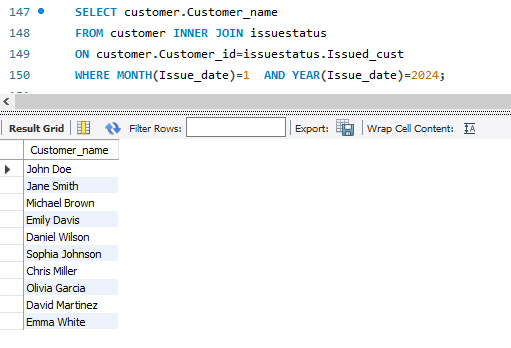 147 SELECT customer.Customer_name
148 FROM customer INNER JOIN issuestatus
149 ON customer.Customer_id=issuestatus.Issued_cust
150 WHERE MONTH(Issue_date)=1  AND YEAR(Issue_date)=2024;
Result Grid Filter Rows: Export: Wrap Cell Content: IA
Customer_name
John Doe
Jane Smith
Michael Brown
Emily Davis
Daniel Wilson
Sophia Johnson
Chris Miller
Olivia Garcia
David Martinez
Emma White